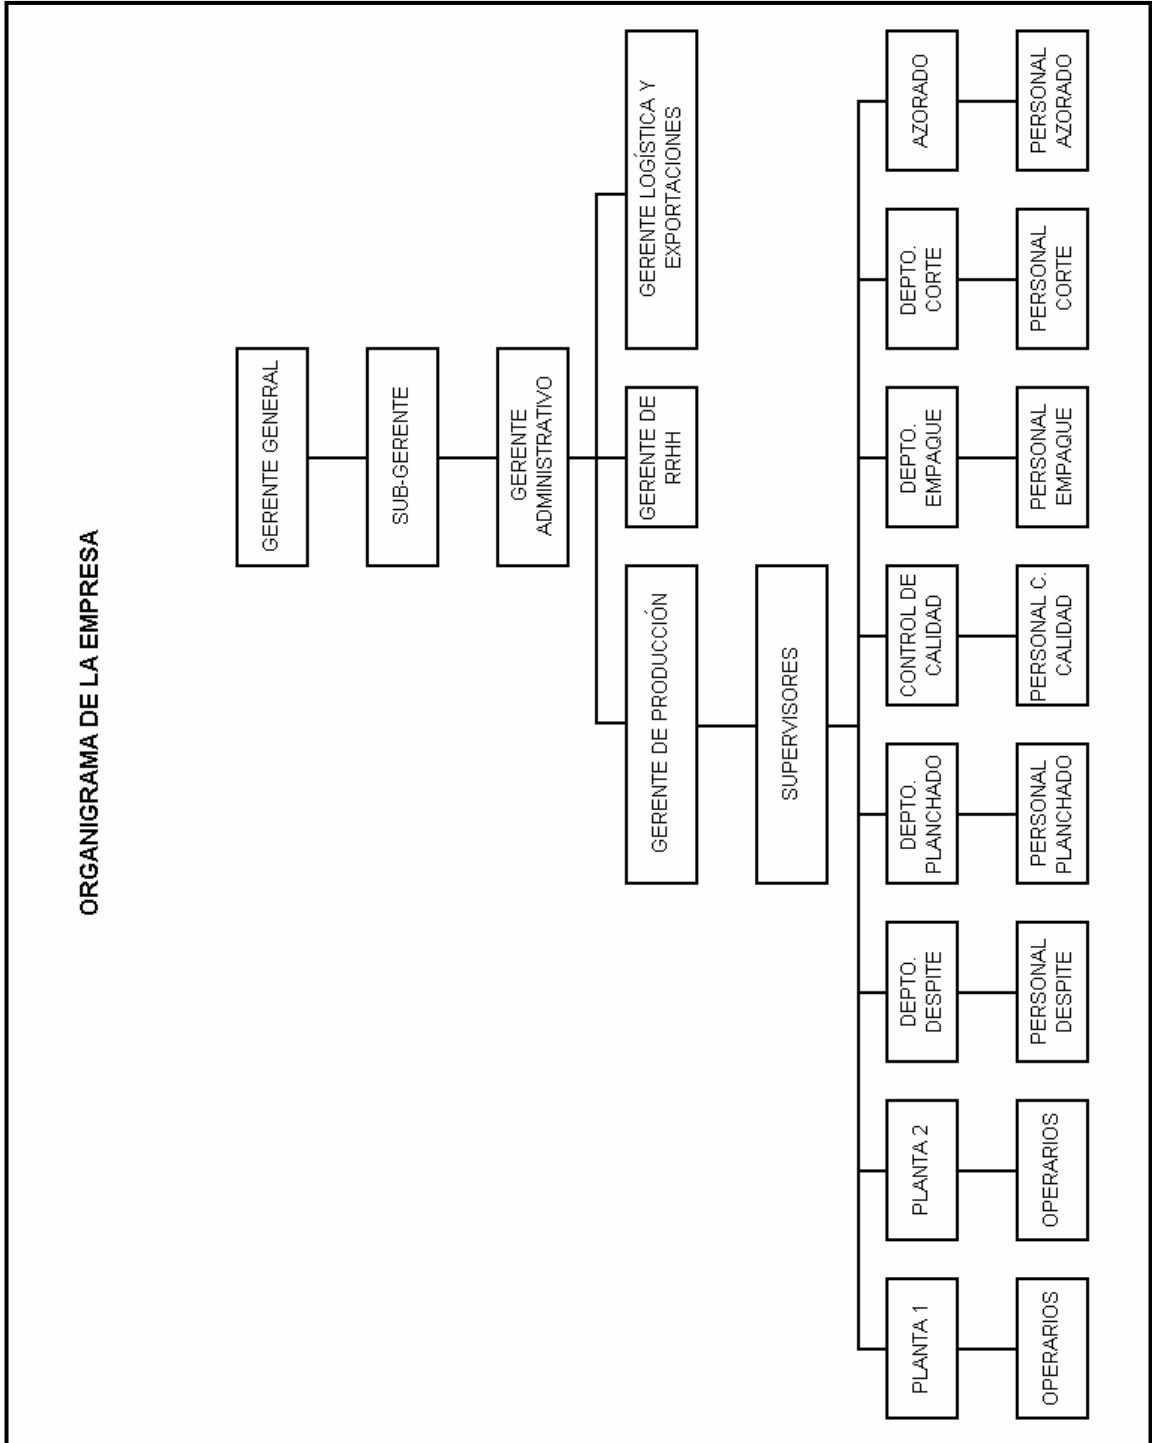 ORGANIGRAMA DE LA EMPRESA
GERENTE GENERAL
SUB-GERENTE
GERENTE
ADMINISTRATIVO
GERENTE DE PRODUCCIÓN
GERENTE DE
RRHH
GERENTE LOGÍSTICA Y
EXPORTACIONES
SUPERVISORES
PLANTA 1
PLANTA 2
DEPTO.
DESPITE
DEPTO.
PLANCHADO
CONTROL DE
CALIDAD
DEPTO.
EMPAQUE
DEPTO.
CORTE
AZORADO
OPERARIOS
OPERARIOS
PERSONAL
DESPITE
PERSONAL
PLANCHADO
PERSONAL C.
CALIDAD
PERSONAL
EMPAQUE
PERSONAL
CORTE
PERSONAL
AZORADO